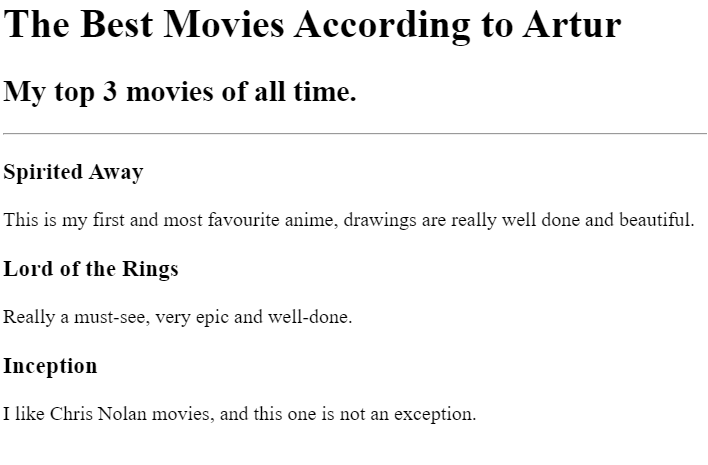 The Best Movies According to Artur
My top 3 movies of all time.
Spirited Away
This is my first and most favourite anime, drawings are really well done and beautiful.
Lord of the Rings
Really a must-see, very epic and well-done.
Inception
I like Chris Nolan movies, and this one is not an exception.